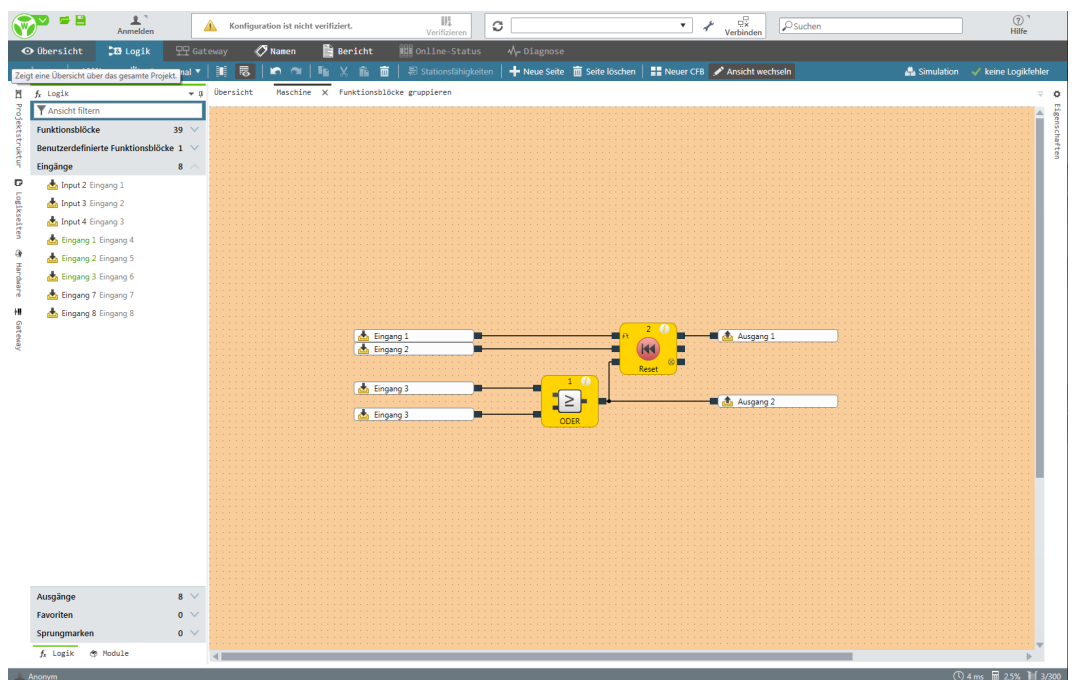 Anmelden
Konfiguration ist nicht verifiziert.
Verifizieren
Verbinden
Suchen
Hilfe
Übersicht Logik Gateway Namen Bericht Online-Status Diagnose
Zeigt eine Übersicht über das gesamte Projekt.
Stationsfähigkeiten Neue Seite Seite löschen Neuer CFB Ansicht wechseln Simulation keine Logikfehler
Projektstruktur
Logikseiten
Hardware
Gateway
fx Logik
Ansicht filtern
Funktionsblöcke 39
Benutzerdefinierte Funktionsblöcke 1
Eingänge 8
Input 2 Eingang 1
Input 3 Eingang 2
Input 4 Eingang 3
Eingang 1 Eingang 4
Eingang 2 Eingang 5
Eingang 3 Eingang 6
Eingang 7 Eingang 7
Eingang 8 Eingang 8
Ausgänge 8
Favoriten 0
Sprungmarken 0
fx Logik Module
Übersicht Maschine X Funktionsblöcke gruppieren
Eigenschaften
Eingang 1
Eingang 2
Eingang 3
Eingang 3
1
≥
ODER
2
Reset
Ausgang 1
Ausgang 2
Anonym
4 ms 2,5% 3/300